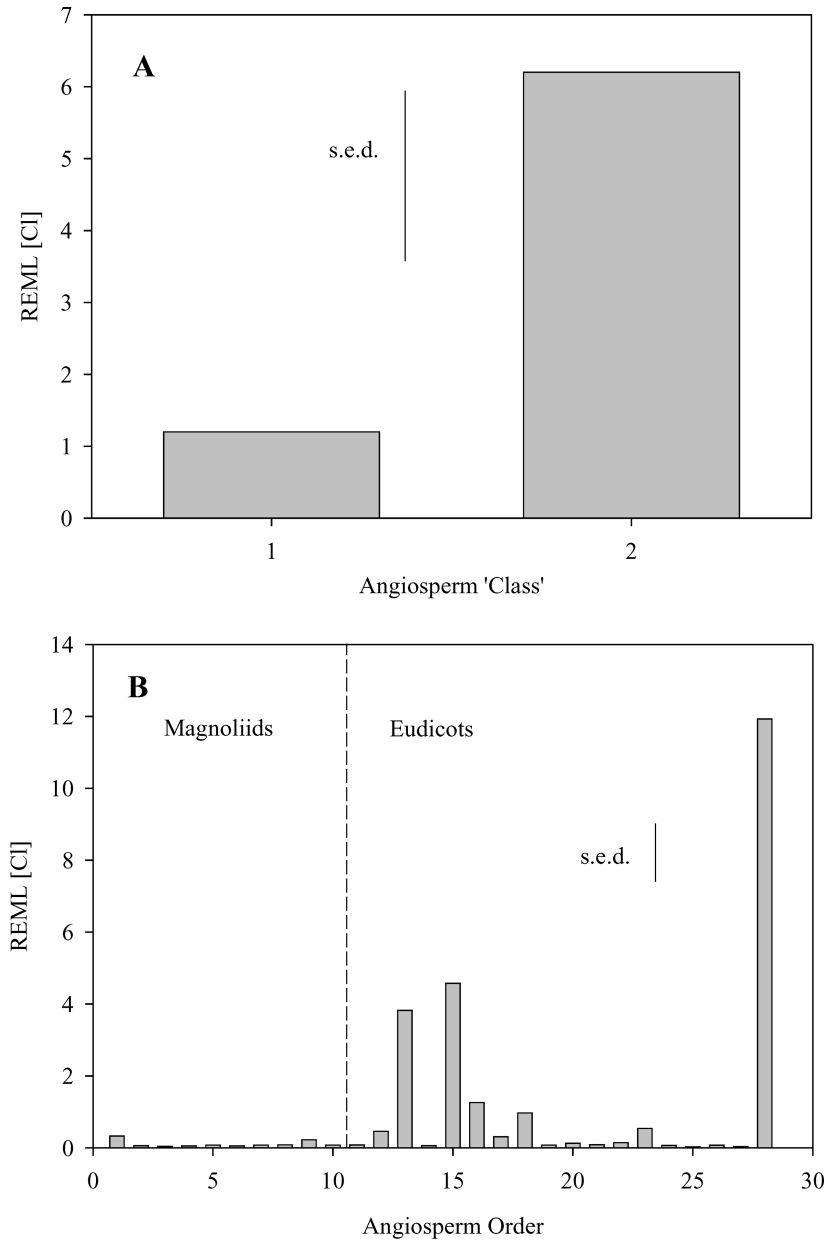 7
A
6
s.e.d.
5
4
REML [Cl]
3
2
1
0
1 2
Angiosperm 'Class'
14
B
12
Magnoliids Eudicots
10
s.e.d.
8
REML [Cl]
6
4
2
0
0 5 10 15 20 25 30
Angiosperm Order